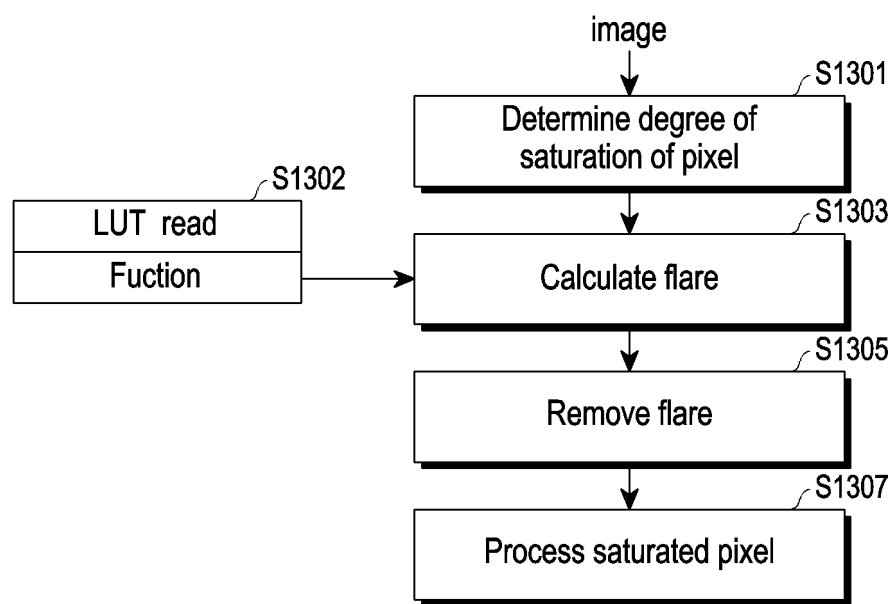 image
S1301
Determine degree of
saturation of pixel
S1302
LUT read
Fuction
S1303
Calculate flare
S1305
Remove flare
S1307
Process saturated pixel